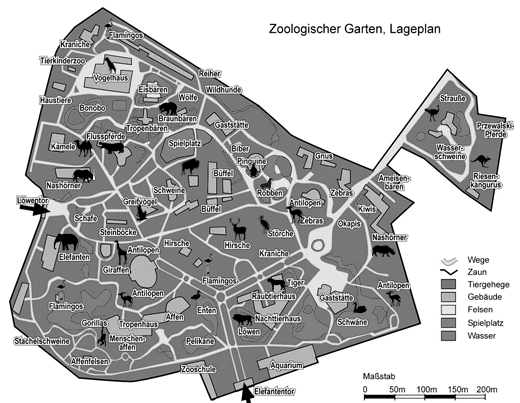 Zoologischer Garten, Lageplan
Flamingos
Kraniche
Tierkinderzoo
Vogelhaus
Reiher
Haustiere
Eisbären
Wildhunde
Wölfe
Bonobo
Braunbären
Strauße
Tropenbären
Gaststätte
Przewalski-
Pferde
Flusspferde
Spielplatz
Kamele
Biber
Wasser-
schweine
Pinguine
Gnus
Büffel
Ameisen-
bären
Riesen-
kängurus
Nashörner
Schweine
Robben
Zebras
Löwentor
Greifvögel
Antilopen
Kiwis
Büffel
Schafe
Zebras
Okapis
Steinböcke
Störche
Nashörner
Elefanten
Antilopen
Hirsche
Hirsche
Kraniche
Giraffen
Wege
Zaun
Flamingos
Tiger
Tiergehege
Antilopen
Raubtierhaus
Gaststätte
Antilopen
Gebäude
Flamingos
Enten
Felsen
Gorillas
Affen
Nachttierhaus
Schwäne
Spielplatz
Tropenhaus
Löwen
Wasser
Stachelschweine
Menschen-
affen
Pelikane
Affenfelsen
Aquarium
Zooschule
Maßstab
Elefantentor
0 50m 100m 150m 200m